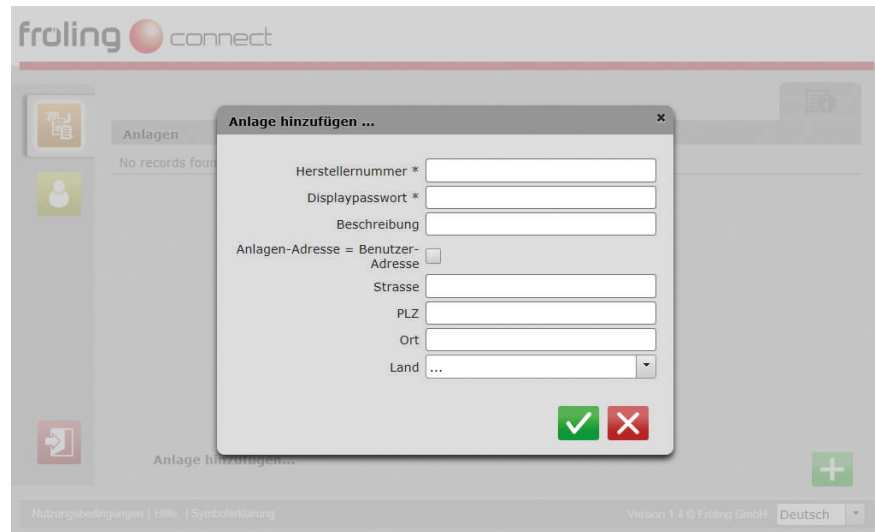 fröling connect
Anlage hinzufügen ...
Anlagen
No records foun
Herstellernummer *
Displaypasswort *
Beschreibung
Anlagen-Adresse = Benutzer-
Adresse
Strasse
PLZ
Ort
Land ...
Anlage hinzufügen...
Nutzungsbedingungen | Hilfe | Symbolerklärung
Version 1.4 © Fröling GmbH Deutsch